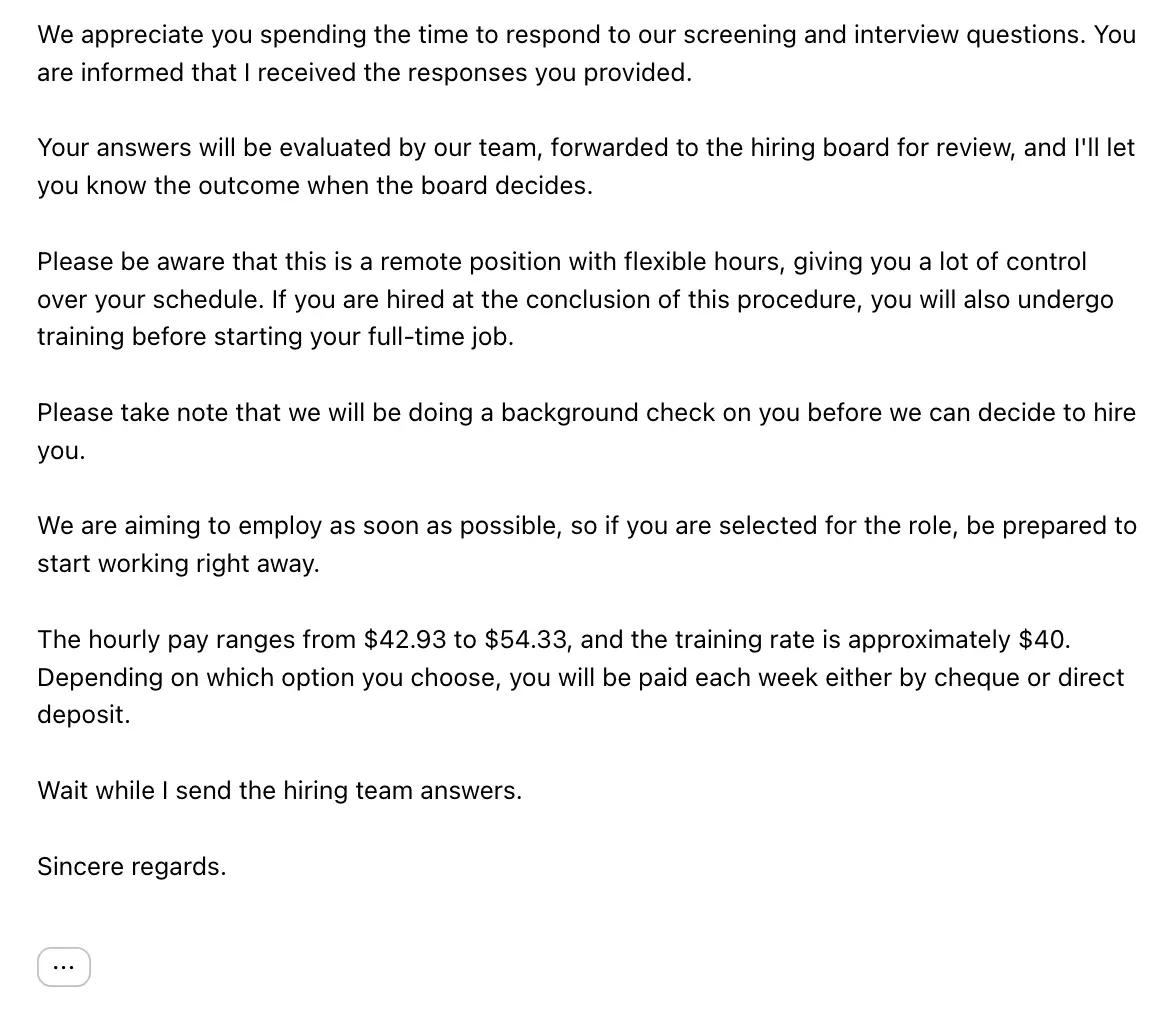 We appreciate you spending the time to respond to our screening and interview questions. You
are informed that I received the responses you provided.
Your answers will be evaluated by our team, forwarded to the hiring board for review, and I'll let
you know the outcome when the board decides.
Please be aware that this is a remote position with flexible hours, giving you a lot of control
over your schedule. If you are hired at the conclusion of this procedure, you will also undergo
training before starting your full-time job.
Please take note that we will be doing a background check on you before we can decide to hire
you.
We are aiming to employ as soon as possible, so if you are selected for the role, be prepared to
start working right away.
The hourly pay ranges from $42.93 to $54.33, and the training rate is approximately $40.
Depending on which option you choose, you will be paid each week either by cheque or direct
deposit.
Wait while I send the hiring team answers.
Sincere regards.
...